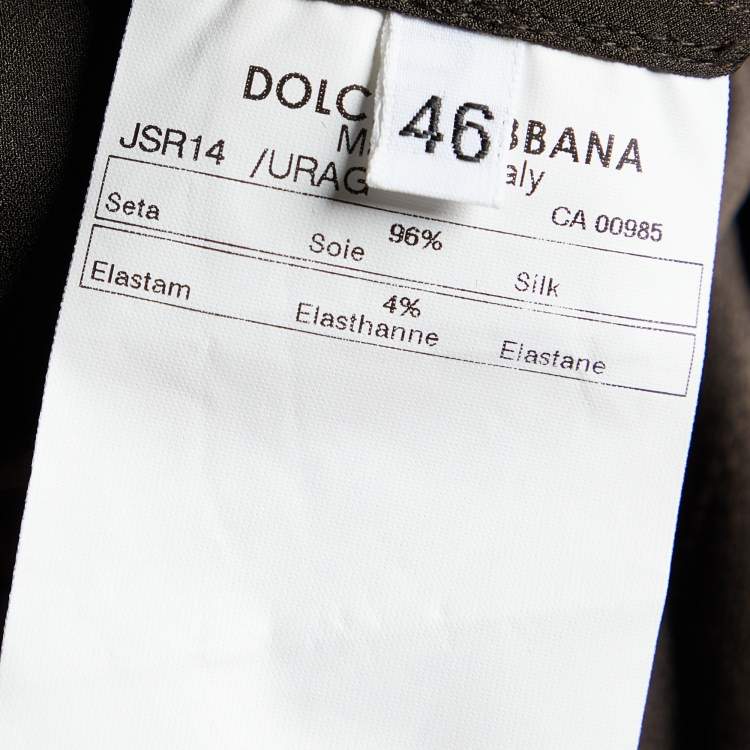 DOLC BBANA
46
M aly
JSR14 /URAG
CA 00985
96%
Seta Soie Silk
4%
Elastam Elasthanne Elastane